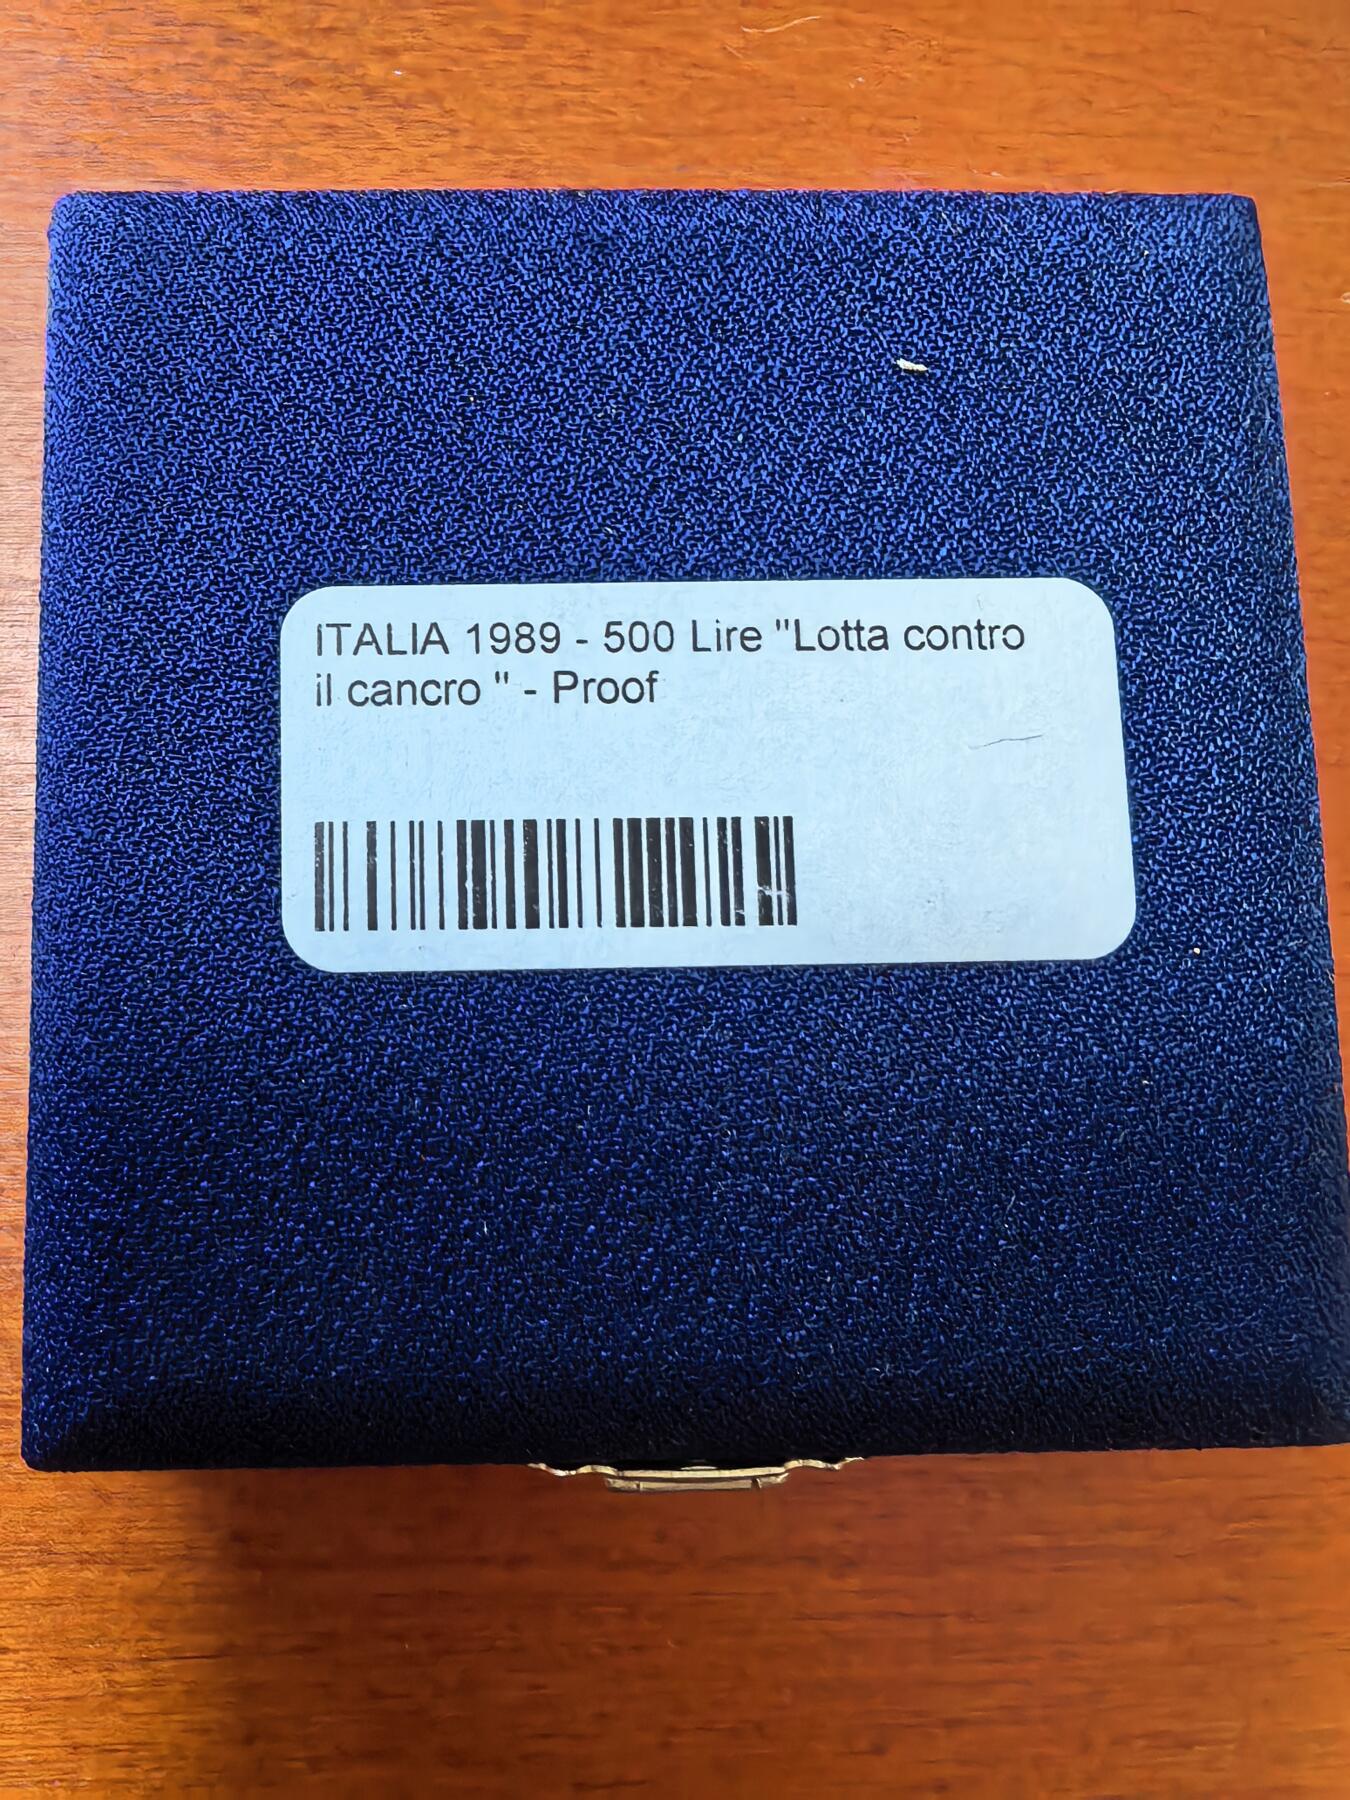 ITALIA 1989 - 500 Lire "Lotta contro
il cancro " - Proof